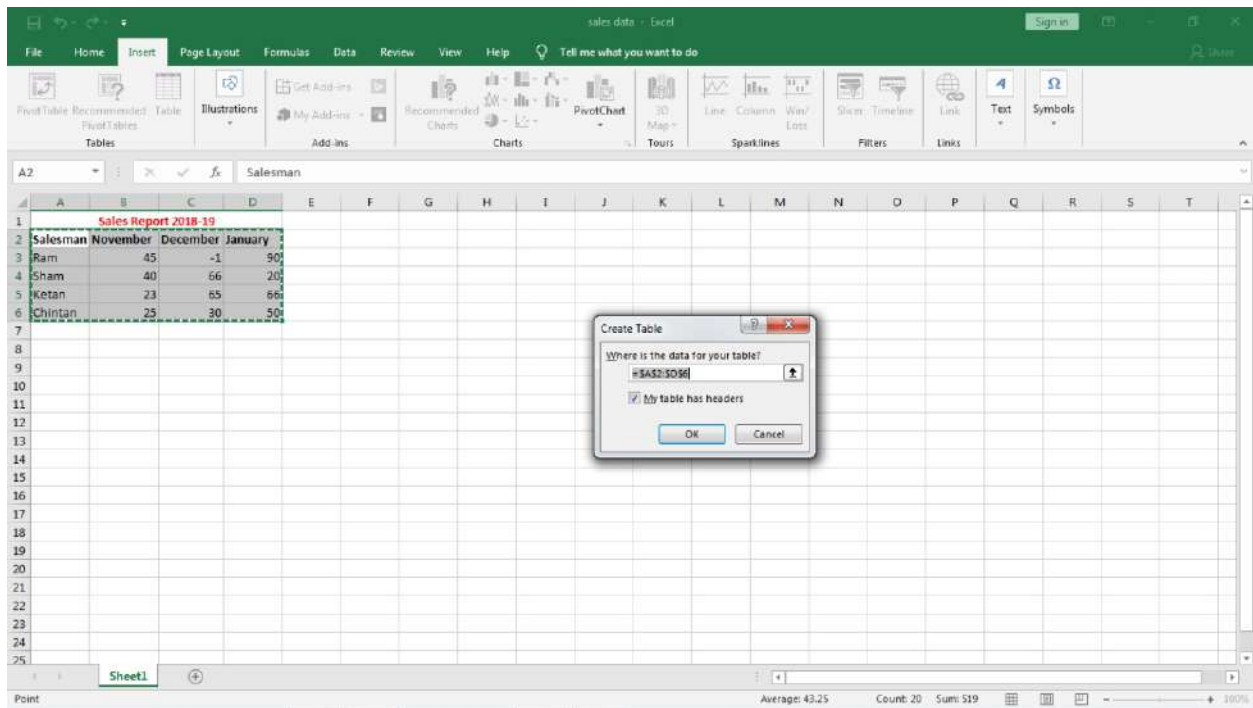 sales data - Excel
Sign in
File Home Insert Page Layout Formulas Data Review View Help Tell me what you want to do Share
PivotTable Recommended PivotTables Table Illustrations Get Add-ins My Add-ins Recommended Charts PivotChart 3D Map Line Column Win/Loss Slicer Timeline Link Text Symbols
Tables Add-ins Charts Tours Sparklines Filters Links
A2 fx Salesman
A B C D E F G H I J K L M N O P Q R S T
1 Sales Report 2018-19
2 Salesman November December January
3 Ram 45 -1 90
4 Sham 40 66 20
5 Ketan 23 65 66
6 Chintan 25 30 50
7
8
9
10
11
12
13
14
15
16
17
18
19
20
21
22
23
24
25
Create Table
Where is the data for your table?
=$A$2:$D$6
My table has headers
OK Cancel
Sheet1
Point Average: 43.25 Count: 20 Sum: 519 100%